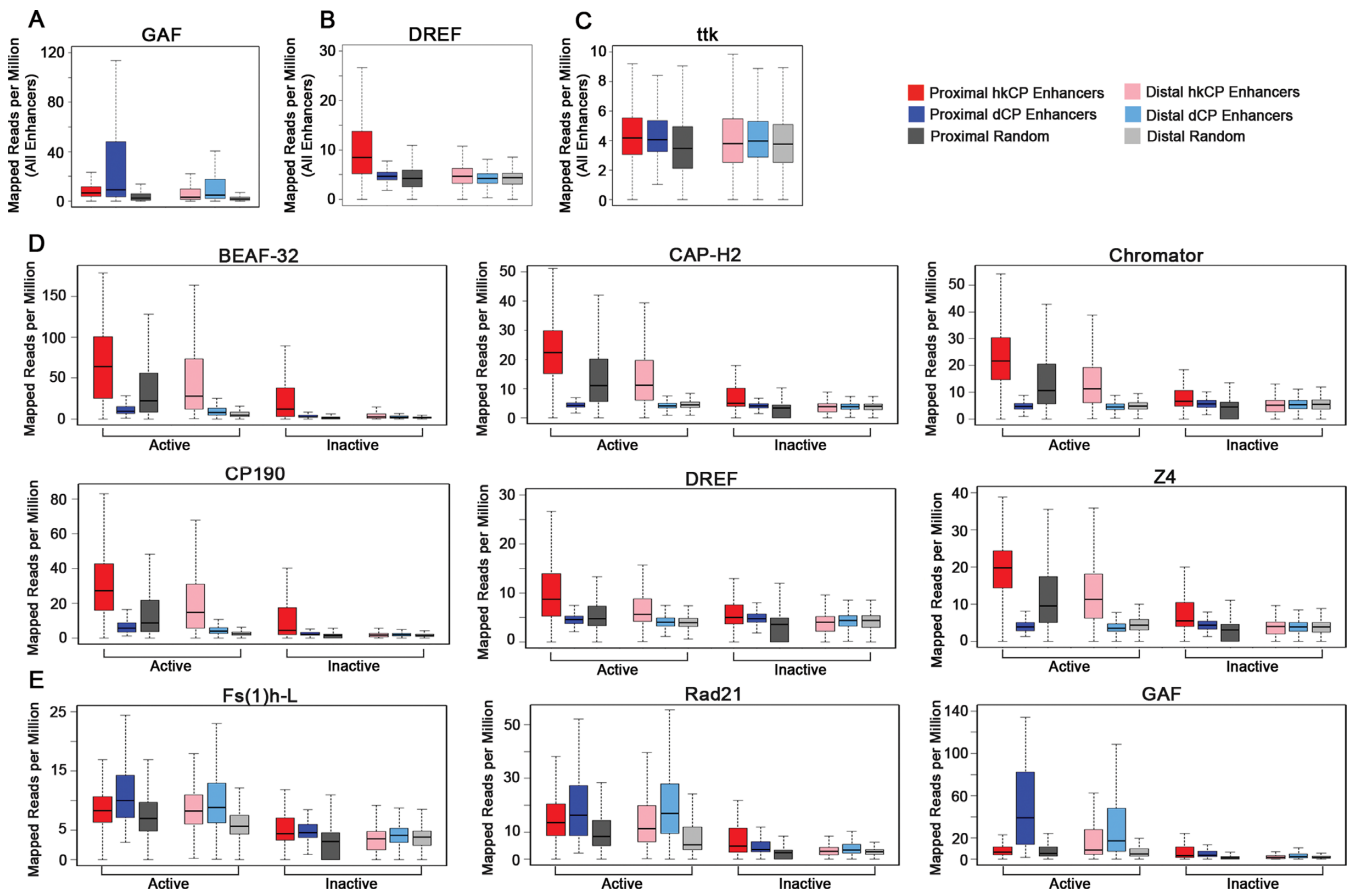 A
GAF
Mapped Reads per Million
(All Enhancers)
120
80
40
0
B
DREF
Mapped Reads per Million
(All Enhancers)
30
20
10
0
C
ttk
Mapped Reads per Million
(All Enhancers)
10
8
6
4
2
0
Proximal hkCP Enhancers
Proximal dCP Enhancers
Proximal Random
Distal hkCP Enhancers
Distal dCP Enhancers
Distal Random
D
BEAF-32
Mapped Reads per Million
150
100
50
0
Active
Inactive
CAP-H2
Mapped Reads per Million
50
40
30
20
10
0
Active
Inactive
Chromator
Mapped Reads per Million
50
40
30
20
10
0
Active
Inactive
CP190
Mapped Reads per Million
80
60
40
20
0
Active
Inactive
DREF
Mapped Reads per Million
30
20
10
0
Active
Inactive
Z4
Mapped Reads per Million
40
30
20
10
0
Active
Inactive
E
Fs(1)h-L
Mapped Reads per Million
25
15
5
0
Active
Inactive
Rad21
Mapped Reads per Million
50
30
20
10
0
Active
Inactive
GAF
Mapped Reads per Million
140
100
60
40
20
0
Active
Inactive